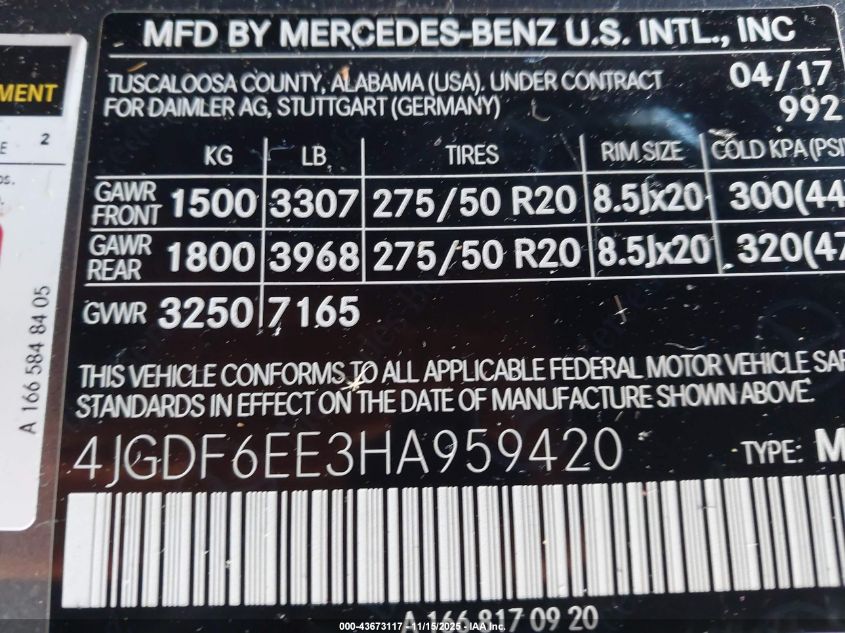 MFD BY MERCEDES-BENZ U.S. INTL., INC
TUSCALOOSA COUNTY, ALABAMA (USA). UNDER CONTRACT 04/17
FOR DAIMLER AG, STUTTGART (GERMANY) 992
MENT
E 2
KG LB TIRES RIM SIZE COLD KPA(PSI
GAWR FRONT 1500 3307 275/50 R20 8.5Jx20 300(44
GAWR REAR 1800 3968 275/50 R20 8.5Jx20 320(47
GVWR 3250 7165
A 166 584 84 05
THIS VEHICLE CONFORMS TO ALL APPLICABLE FEDERAL MOTOR VEHICLE SAF
STANDARDS IN EFFECT ON THE DATE OF MANUFACTURE SHOWN ABOVE.
4JGDF6EE3HA959420 TYPE: M
A 166 817 09 20
000-43673117 - 11/15/2025 - IAA Inc.